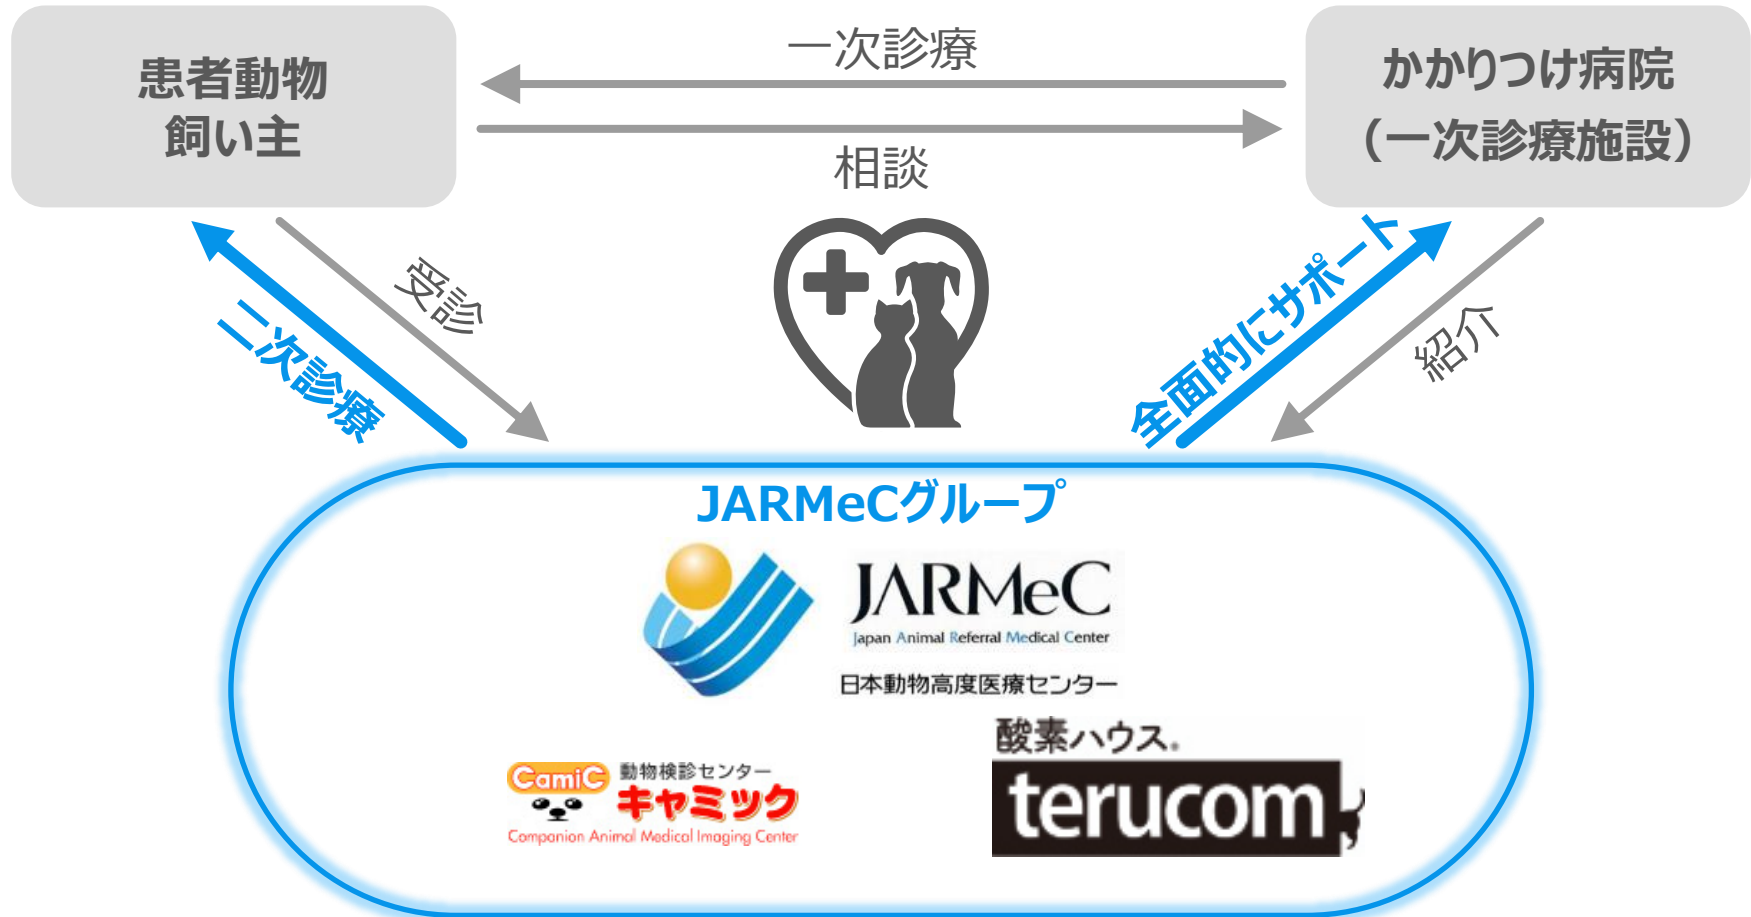 一次診療
患者動物
飼い主
かかりつけ病院
（一次診療施設）
相談
受診
二次診療
全面的にサポート
紹介
JARMeCグループ
JARMeC
Japan Animal Referral Medical Center
日本動物高度医療センター
酸素ハウス®
CamiC
動物検診センター
キャミック
Companion Animal Medical Imaging Center
terucom